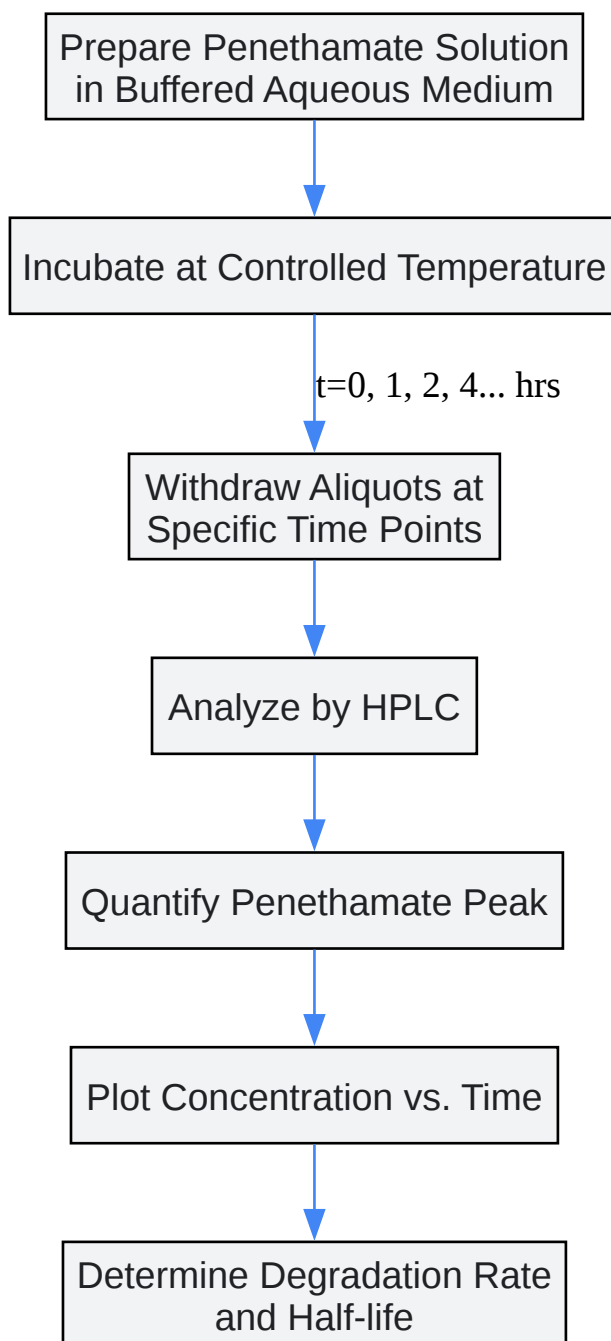 Prepare Penethamate Solution
in Buffered Aqueous Medium
Incubate at Controlled Temperature
t=0, 1, 2, 4... hrs
Withdraw Aliquots at
Specific Time Points
Analyze by HPLC
Quantify Penethamate Peak
Plot Concentration vs. Time
Determine Degradation Rate
and Half-life